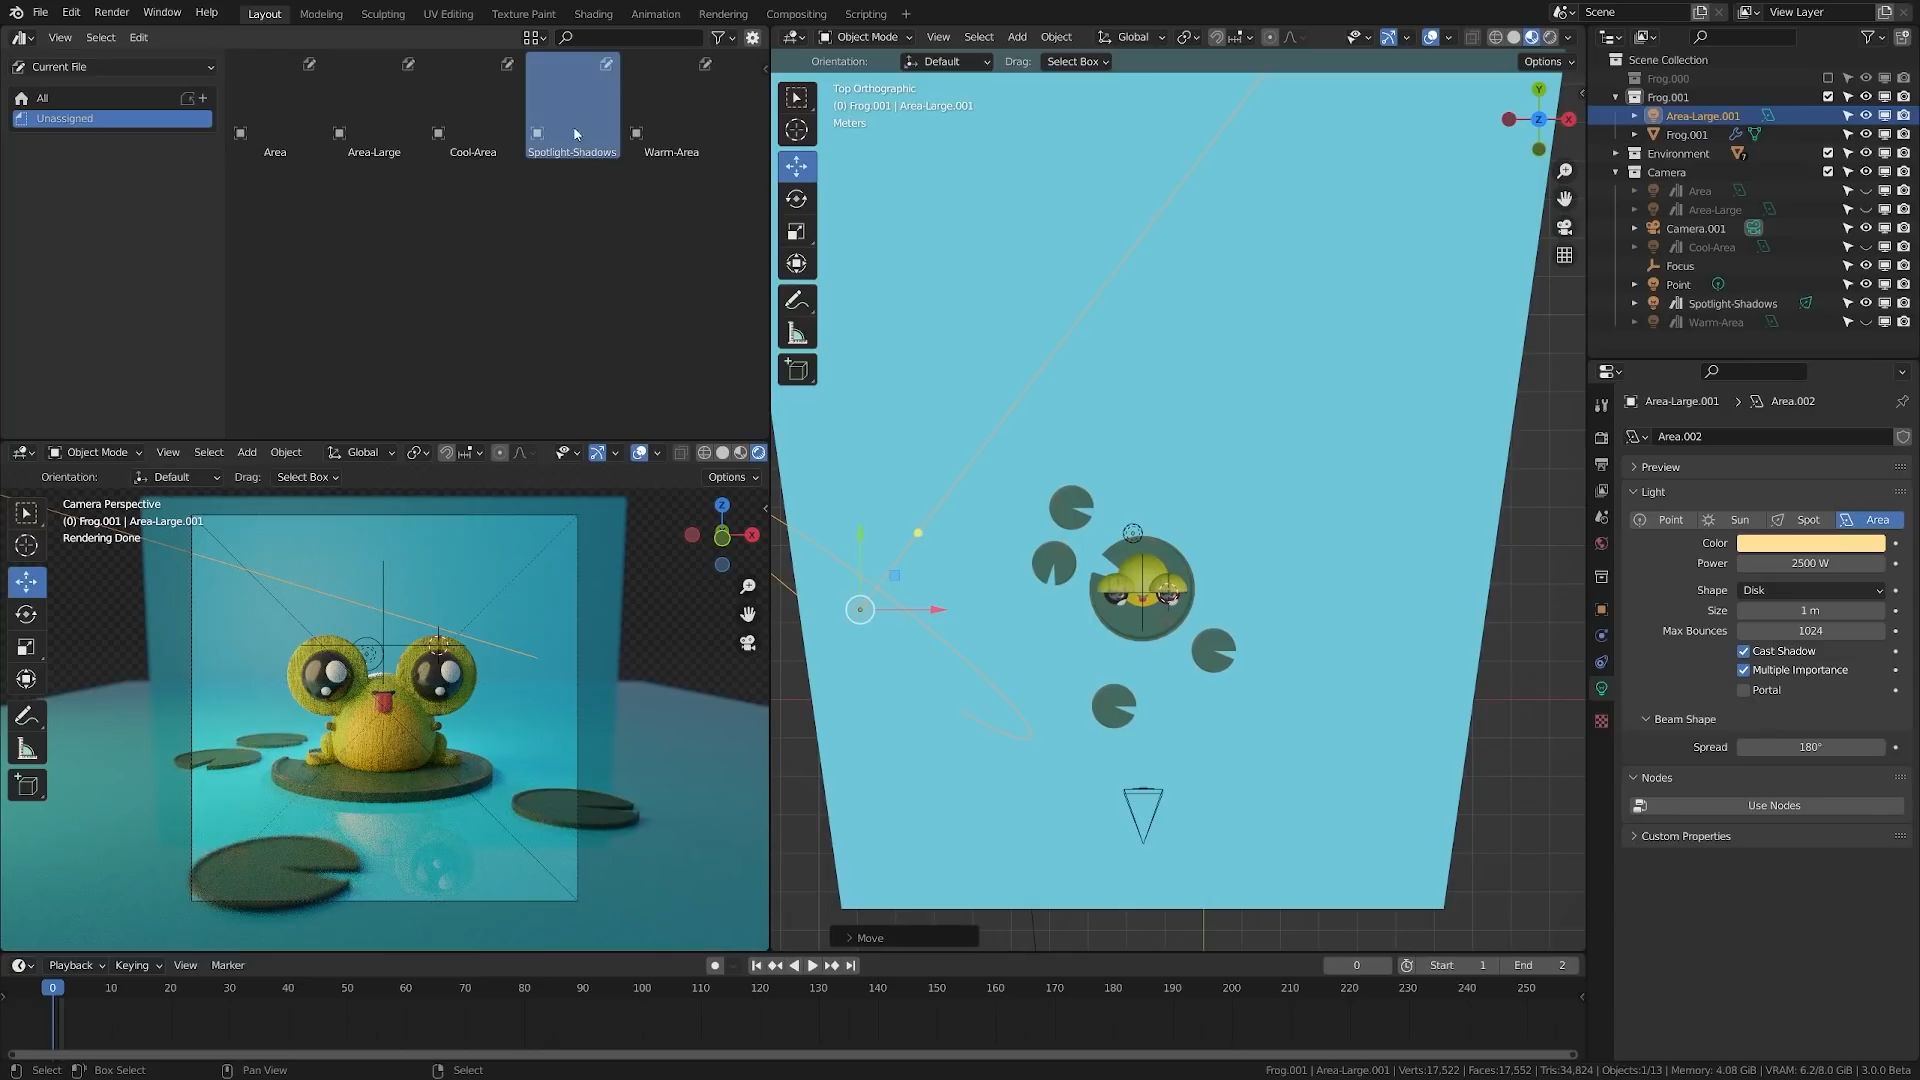 File Edit Render Window Help Layout Modeling Sculpting UV Editing Texture Paint Shading Animation Rendering Compositing Scripting + Scene View Layer
View Select Edit
Current File
All
Unassigned
Area Area-Large Cool-Area Spotlight-Shadows Warm-Area
Object Mode View Select Add Object Global
Orientation: Default Drag: Select Box Options
Top Orthographic
(0) Frog.001 | Area-Large.001
Meters
Y
Z
X
Move
Object Mode View Select Add Object Global
Orientation: Default Drag: Select Box Options
Camera Perspective
(0) Frog.001 | Area-Large.001
Rendering Done
Z
X
Scene Collection
Frog.000
Frog.001
Area-Large.001
Frog.001
Environment 7
Camera
Area
Area-Large
Camera.001
Cool-Area
Focus
Point
Spotlight-Shadows
Warm-Area
Area-Large.001 > Area.002
Area.002
Preview
Light
Point Sun Spot Area
Color
Power 2500 W
Shape Disk
Size 1 m
Max Bounces 1024
Cast Shadow
Multiple Importance
Portal
Beam Shape
Spread 180°
Nodes
Use Nodes
Custom Properties
Playback Keying View Marker 0 Start 1 End 2
0 10 20 30 40 50 60 70 80 90 100 110 120 130 140 150 160 170 180 190 200 210 220 230 240 250
Select Box Select Pan View Select Frog.001 | Area-Large.001 | Verts:17,522 | Faces:17,552 | Tris:34,824 | Objects:1/13 | Memory: 4.08 GiB | VRAM: 6.2/8.0 GiB | 3.0.0 Beta